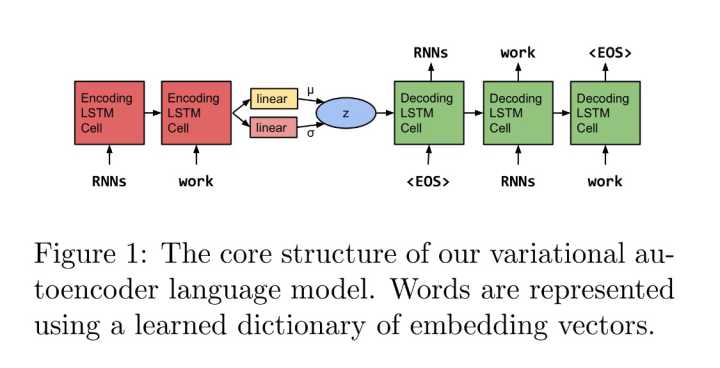 RNNs work <EOS>
Encoding Encoding linear μ Decoding Decoding Decoding
LSTM LSTM z LSTM LSTM LSTM
Cell Cell linear σ Cell Cell Cell
RNNs work <EOS> RNNs work
Figure 1: The core structure of our variational au-
toencoder language model. Words are represented
using a learned dictionary of embedding vectors.